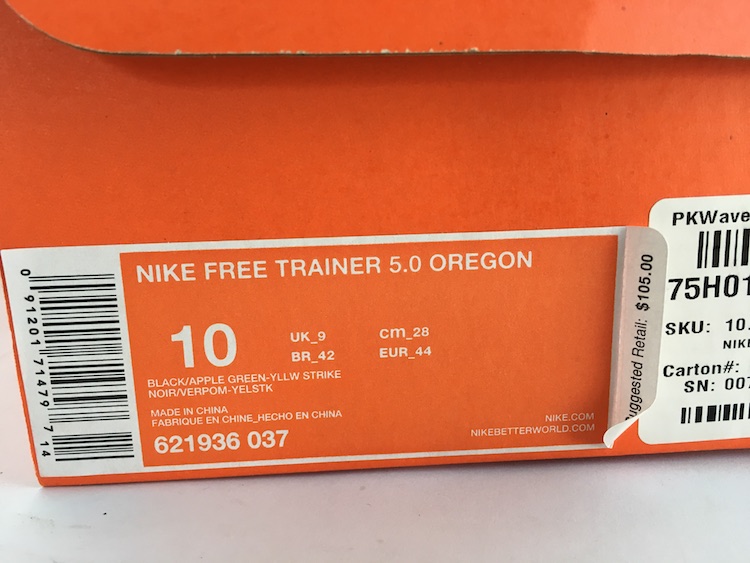 0 91201 71479 7 14
NIKE FREE TRAINER 5.0 OREGON
10
UK_9
cm_28
BR_42
EUR_44
BLACK/APPLE GREEN-YLLW STRIKE
NOIR/VERPOM-YELSTK
MADE IN CHINA
FABRIQUE EN CHINE_HECHO EN CHINA
621936 037
NIKE.COM
NIKEBETTERWORLD.COM
Suggested Retail: $105.00
PKWave
75H01
SKU: 10.
NIKE
Carton#:
SN: 007